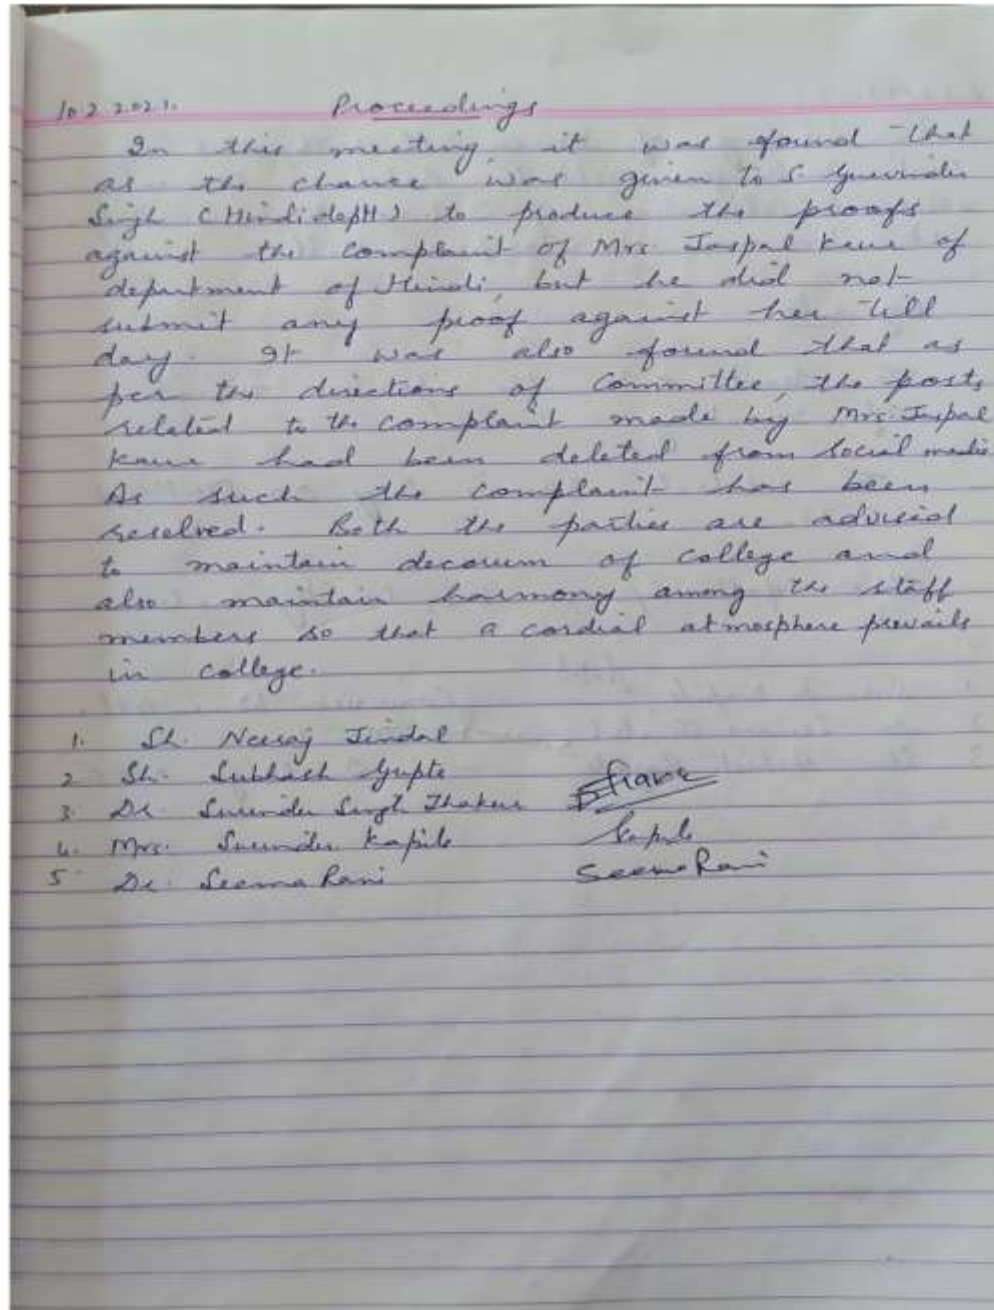 10.2.2021. Proceedings
In this meeting, it was found that
as the chance was given to S. Gurvinder
Singh (Hindi deptt) to produce the proofs
against the complaint of Mrs. Jaspal Kaur of
department of Hindi, but he did not
submit any proof against her till
day. It was also found that as
per the directions of Committee, the posts
related to the complaint made by Mrs. Jaspal
Kaur had been deleted from social media.
As such the complaint has been
resolved. Both the parties are advised
to maintain decorum of college and
also maintain harmony among the staff
members so that a cordial atmosphere prevails
in college.
1. Sh. Neeraj Jindal
2 Sh. Subhash Gupta
3. Dr. Surinder Singh Thakur
4. Mrs. Surinder Kapila Kapila
5. Dr. Seema Rani Seema Rani